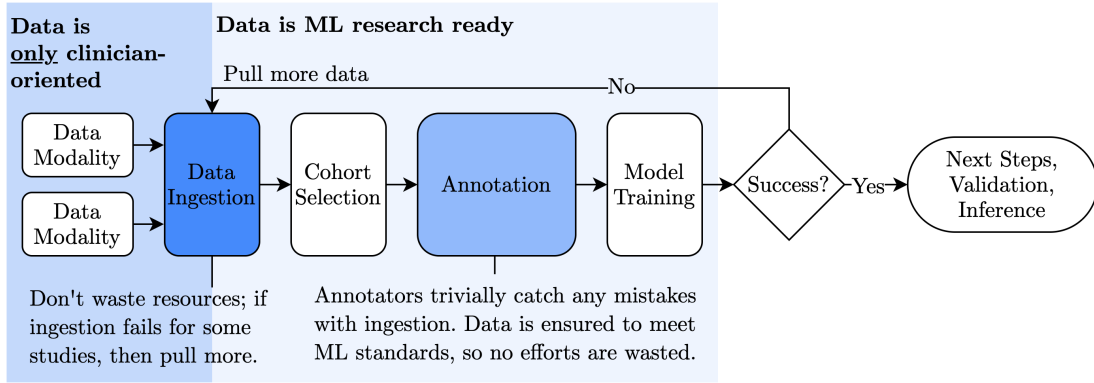 Data is
only clinician-
oriented
Data is ML research ready
Pull more data
No
Data
Modality
Data
Modality
Data
Ingestion
Cohort
Selection
Annotation
Model
Training
Success?
Yes
Next Steps,
Validation,
Inference
Don't waste resources; if
ingestion fails for some
studies, then pull more.
Annotators trivially catch any mistakes
with ingestion. Data is ensured to meet
ML standards, so no efforts are wasted.